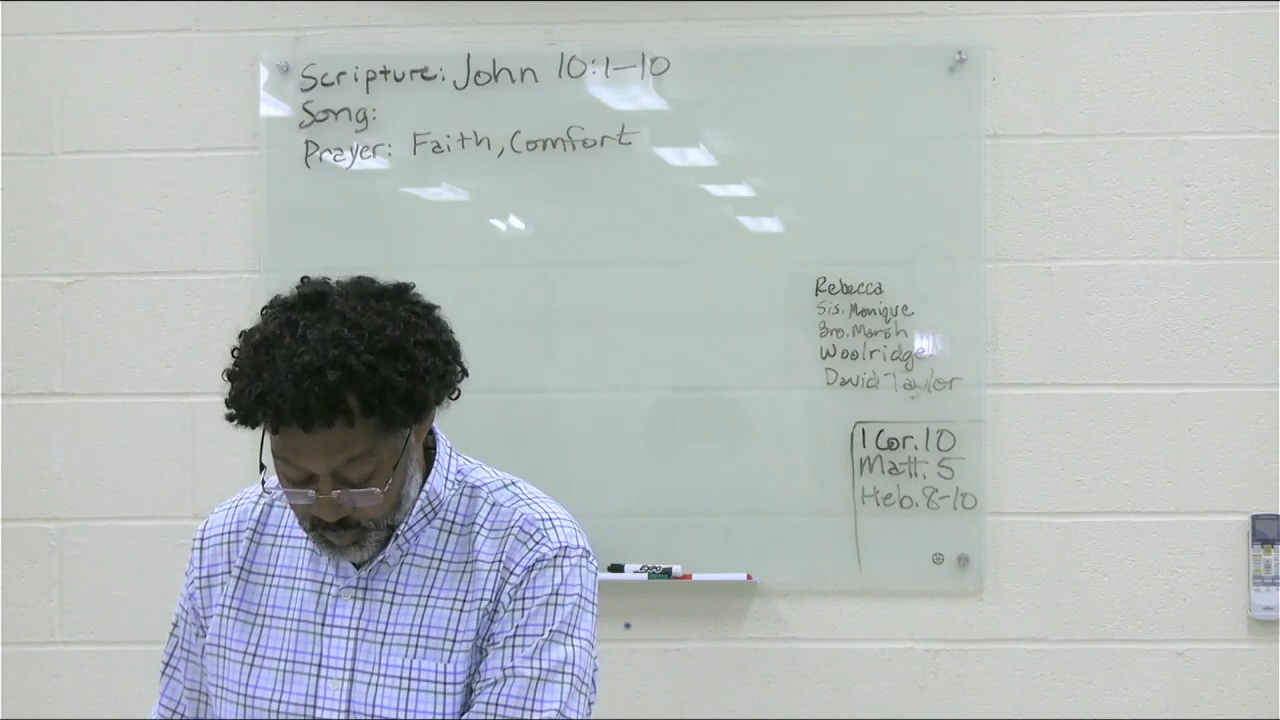 Scripture: John 10:1-10
Song:
Prayer: Faith, Comfort
Rebecca
Sis. Monique
Bro. Marsh
Woolridge
David Taylor
1 Cor. 10
Matt. 5
Heb. 8-10
EXPO